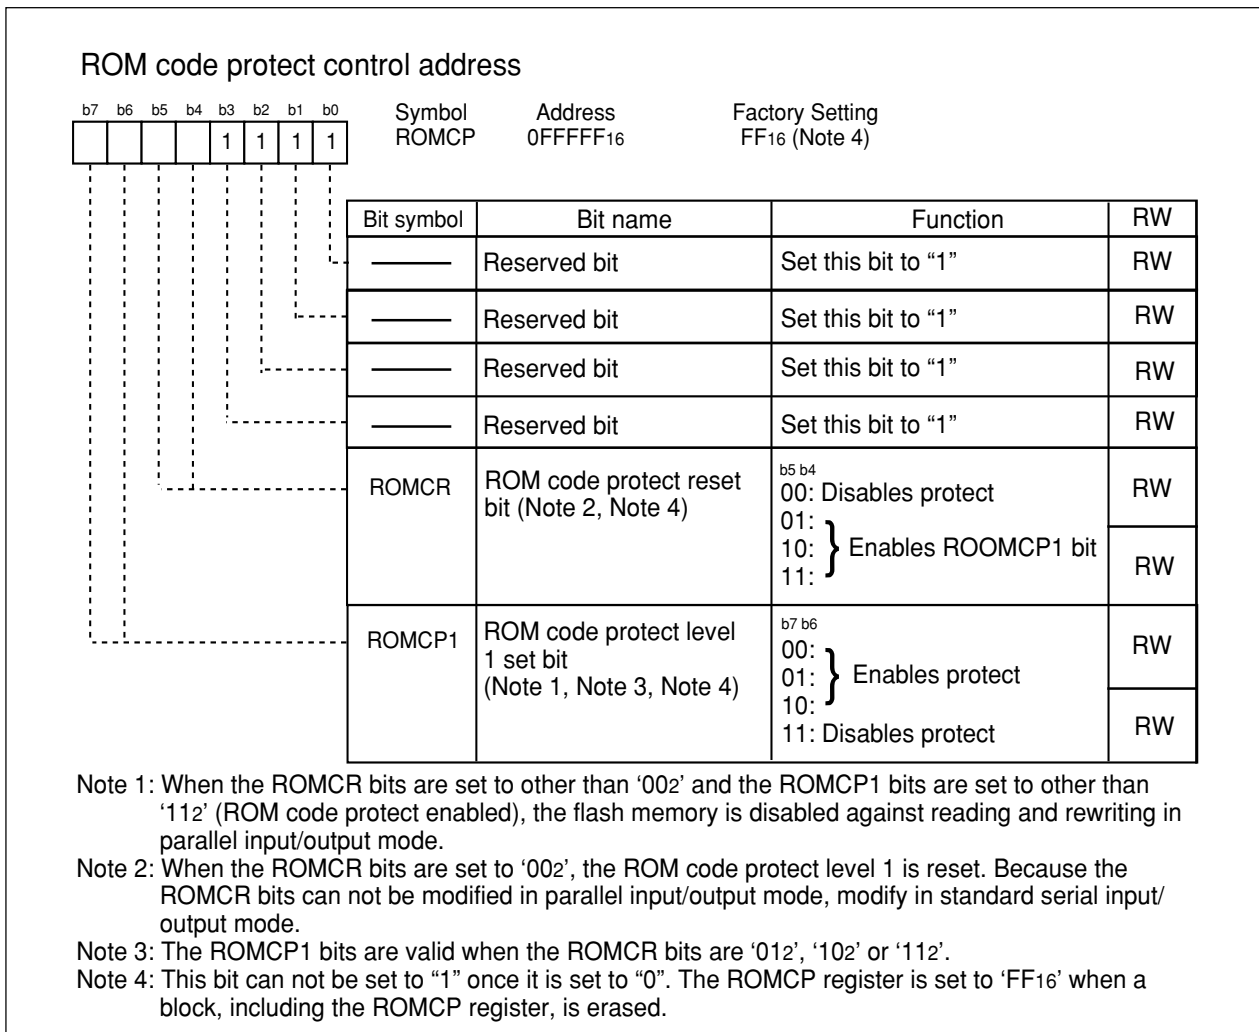 ROM code protect control address
b7 b6 b5 b4 b3 b2 b1 b0
1 1 1 1
Symbol Address Factory Setting
ROMCP 0FFFFF16 FF16 (Note 4)
Bit symbol Bit name Function RW
Reserved bit Set this bit to “1” RW
Reserved bit Set this bit to “1” RW
Reserved bit Set this bit to “1” RW
Reserved bit Set this bit to “1” RW
ROMCR ROM code protect reset bit (Note 2, Note 4)
b5 b4
00: Disables protect
01:
10: Enables ROOMCP1 bit
11:
RW
RW
ROMCP1 ROM code protect level
1 set bit
(Note 1, Note 3, Note 4)
b7 b6
00:
01: Enables protect
10:
11: Disables protect
RW
RW
Note 1: When the ROMCR bits are set to other than ‘002’ and the ROMCP1 bits are set to other than
‘112’ (ROM code protect enabled), the flash memory is disabled against reading and rewriting in
parallel input/output mode.
Note 2: When the ROMCR bits are set to ‘002’, the ROM code protect level 1 is reset. Because the
ROMCR bits can not be modified in parallel input/output mode, modify in standard serial input/
output mode.
Note 3: The ROMCP1 bits are valid when the ROMCR bits are ‘012’, ‘102’ or ‘112’.
Note 4: This bit can not be set to “1” once it is set to “0”. The ROMCP register is set to ‘FF16’ when a
block, including the ROMCP register, is erased.